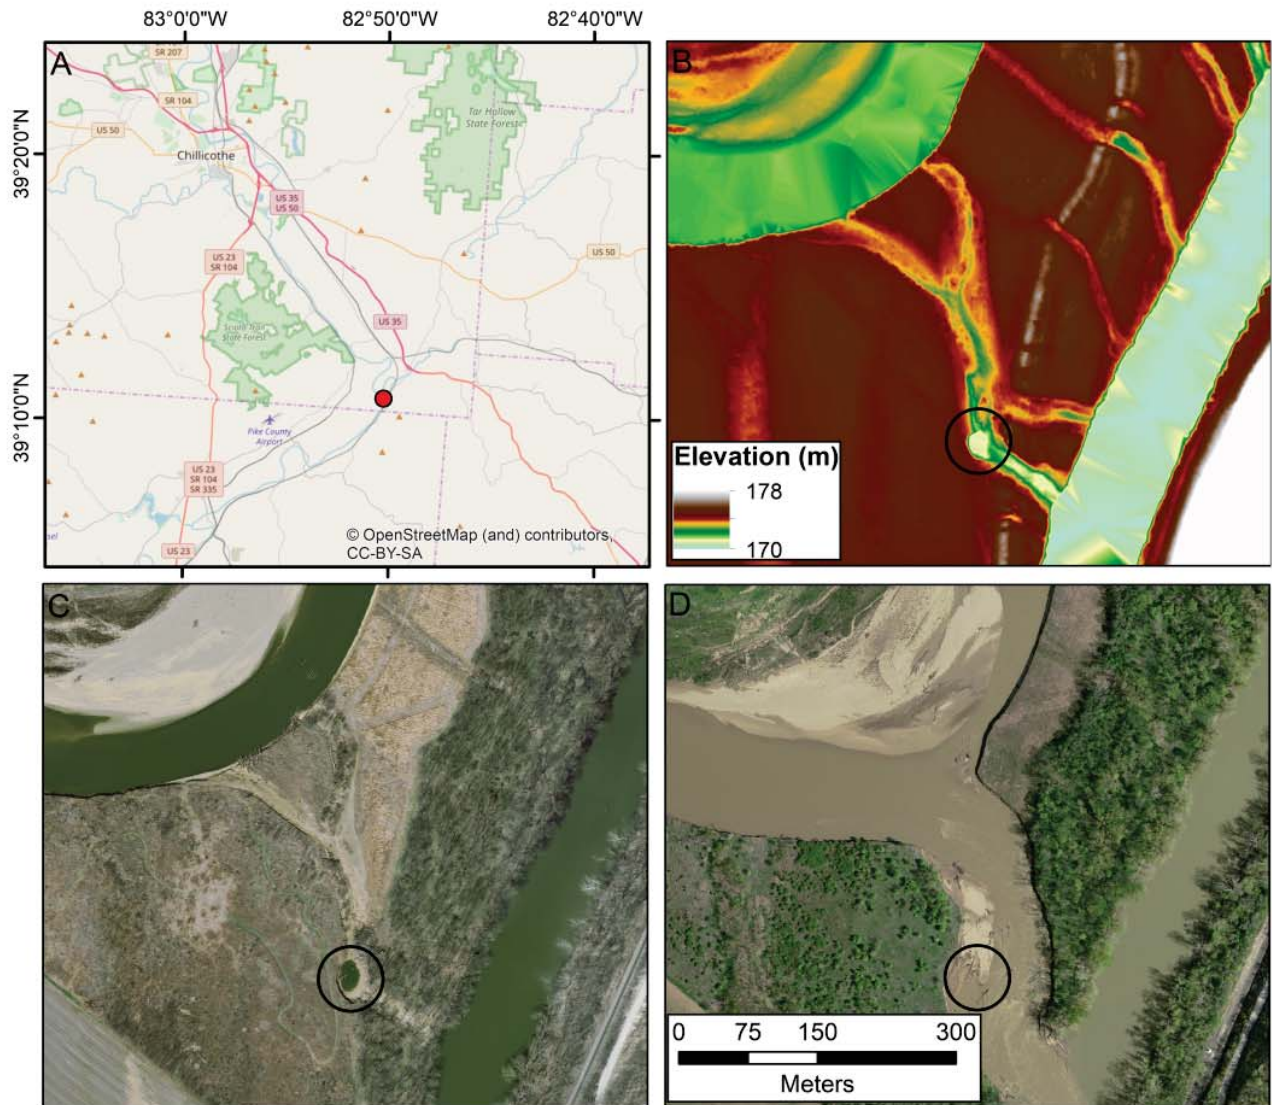 83°0'0"W
82°50'0"W
82°40'0"W
A
B
SR 207
SR 104
US 50
Tar Hollow
State Forest
39°20'0"N
Chillicothe
US 35
US 50
US 50
US 23
SR 104
US 35
State Forest
39°10'0"N
Pike County
Airport
US 23
SR 104
SR 335
US 23
© OpenStreetMap (and) contributors,
CC-BY-SA
Elevation (m)
178
170
C
D
0 75 150 300
Meters